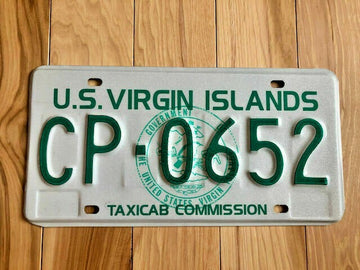 U.S. VIRGIN ISLANDS
CP·0652
GOVERNMENT
THE UNITED STATES VIRGIN
TAXICAB COMMISSION